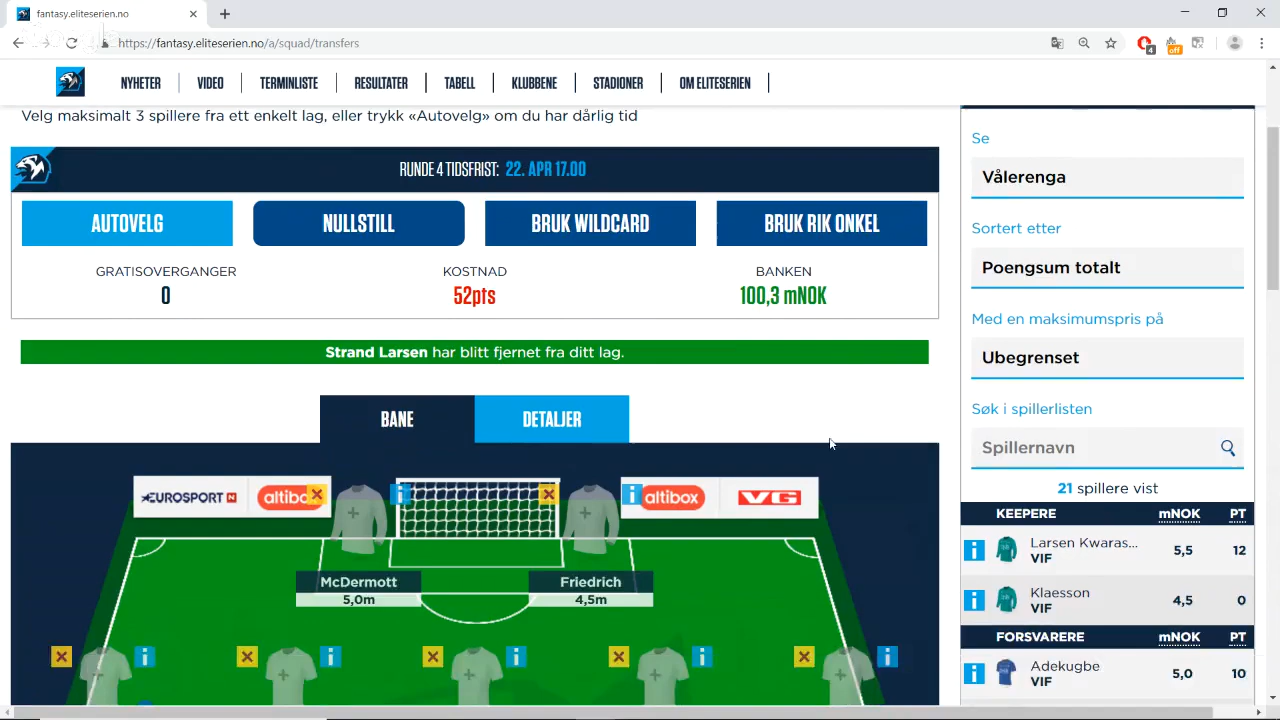 fantasy.eliteserien.no
https://fantasy.eliteserien.no/a/squad/transfers
4
off
NYHETER
VIDEO
TERMINLISTE
RESULTATER
TABELL
KLUBBENE
STADIONER
OM ELITESERIEN
Velg maksimalt 3 spillere fra ett enkelt lag, eller trykk «Autovelg» om du har dårlig tid
RUNDE 4 TIDSFRIST: 22. APR 17.00
AUTOVELG
NULLSTILL
BRUK WILDCARD
BRUK RIK ONKEL
GRATISOVERGANGER
0
KOSTNAD
52pts
BANKEN
100,3 mNOK
Strand Larsen har blitt fjernet fra ditt lag.
BANE
DETALJER
EUROSPORT N
altibox
altibox
VG
McDermott
5,0m
Friedrich
4,5m
Se
Vålerenga
Sortert etter
Poengsum totalt
Med en maksimumspris på
Ubegrenset
Søk i spillerlisten
Spillernavn
21 spillere vist
KEEPERE mNOK PT
Larsen Kwaras... 5,5 12
VIF
Klaesson 4,5 0
VIF
FORSVARERE mNOK PT
Adekugbe 5,0 10
VIF